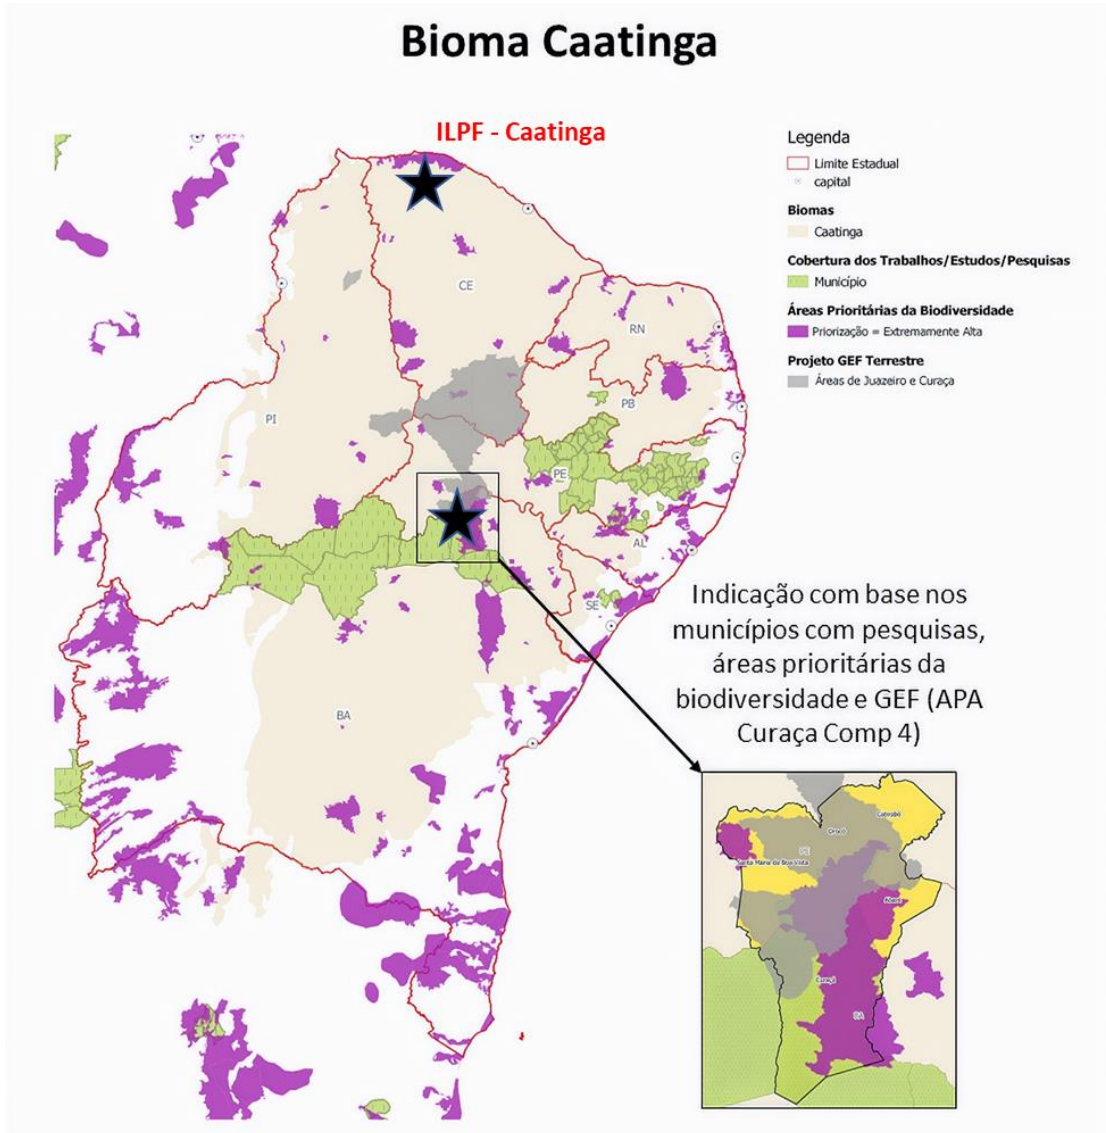 Bioma Caatinga
ILPF - Caatinga
Legenda
Limite Estadual
capital
Biomas
Caatinga
Cobertura dos Trabalhos/Estudos/Pesquisas
Município
Áreas Prioritárias da Biodiversidade
Priorização = Extremamente Alta
Projeto GEF Terrestre
Áreas de Juazeiro e Curaça
CE
RN
PB
PI
PE
AL
SE
BA
Indicação com base nos
municípios com pesquisas,
áreas prioritárias da
biodiversidade e GEF (APA
Curaça Comp 4)
Cabrobó
Orocó
PE
Santa Maria da Boa Vista
Abaré
Curaçá
BA